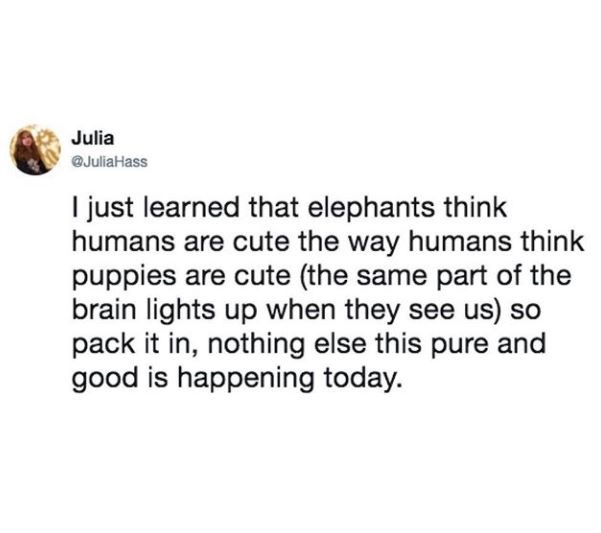 Julia
@JuliaHass
I just learned that elephants think
humans are cute the way humans think
puppies are cute (the same part of the
brain lights up when they see us) so
pack it in, nothing else this pure and
good is happening today.